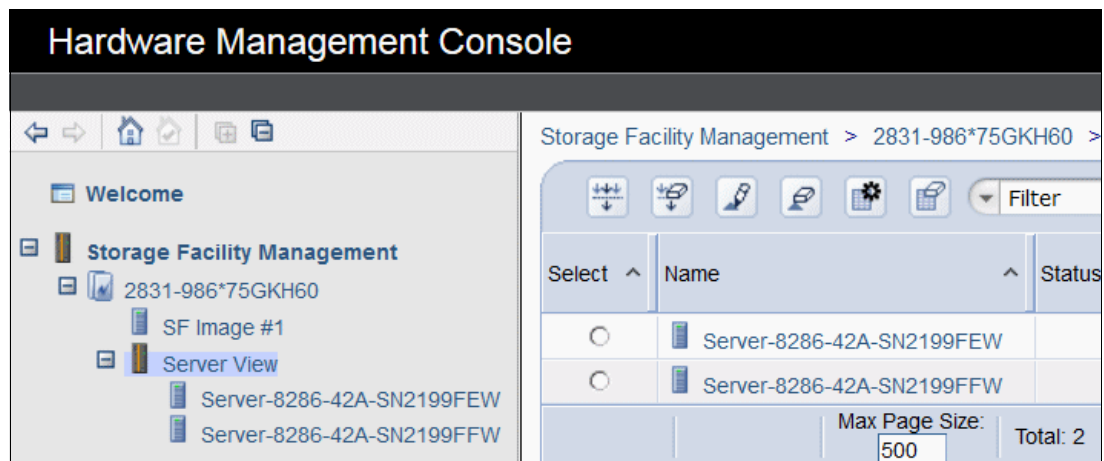 Hardware Management Console
Welcome
Storage Facility Management
2831-986*75GKH60
SF Image #1
Server View
Server-8286-42A-SN2199FEW
Server-8286-42A-SN2199FFW
Storage Facility Management > 2831-986*75GKH60 >
Filter
Select ^ Name ^ Status
Server-8286-42A-SN2199FEW
Server-8286-42A-SN2199FFW
Max Page Size:
500
Total: 2